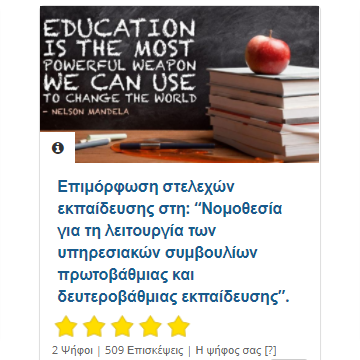 EDUCATION
IS THE MOST
POWERFUL WEAPON
WE CAN USE
TO CHANGE THE WORLD
- NELSON MANDELA
Επιμόρφωση στελεχών
εκπαίδευσης στη: “Νομοθεσία
για τη λειτουργία των
υπηρεσιακών συμβουλίων
πρωτοβάθμιας και
δευτεροβάθμιας εκπαίδευσης”.
2 Ψήφοι | 509 Επισκέψεις | Η ψήφος σας [?]